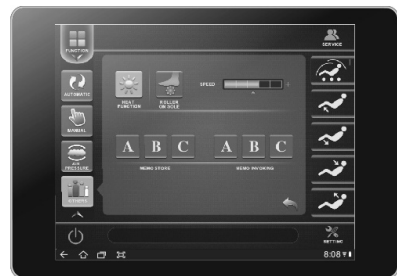 FUNCTION
SERVICE
AUTOMATIC
MANUAL
AIR
PRESSURE
OTHERS
HEAT
FUNCTION
ROLLER
ON SOLE
SPEED
A B C
A B C
MEMO STORE
MEMO INVOKING
SETTING
8:08